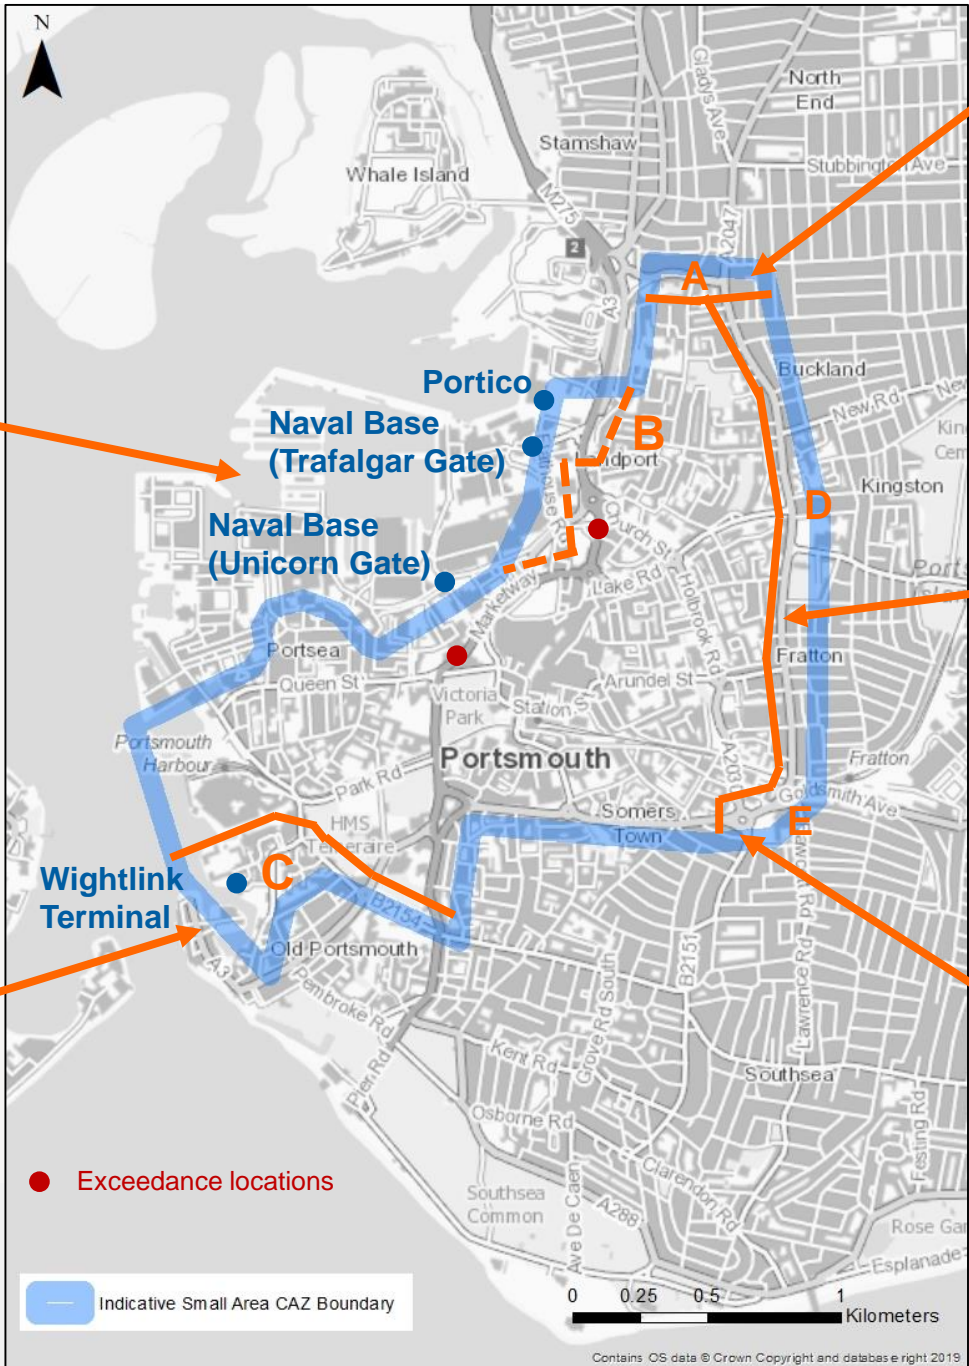 N
North
End
Gladys Ave
Stamshaw
Stubbington Ave
Whale Island
M275
A2047
2
A
A3
Portico
Buckland
Naval Base
(Trafalgar Gate)
B
New Rd
Landport
Kingston
D
Naval Base
(Unicorn Gate)
Church St
Lake Rd
Marketway
Holbrook Rd
Portsea
Fratton
Queen St
Arundel St
Victoria
Park
Station St
Portsmouth
Harbour
Portsmouth
Fratton
Park Rd
Goldsmith Ave
HMS
Temeraire
Somers
Town
E
C
Wightlink
Terminal
B2154
Old Portsmouth
A3
B2151
Lawrence Rd
Pembroke Rd
Grove Rd South
Pier Rd
Kent Rd
Southsea
Osborne Rd
Festing Rd
Clarendon Rd
Exceedance locations
Southsea
Common
A288
Ave De Caen
Rose Gar
Esplanade
Indicative Small Area CAZ Boundary
0 0.25 0.5 1
Kilometers
Contains OS data © Crown Copyright and database right 2019